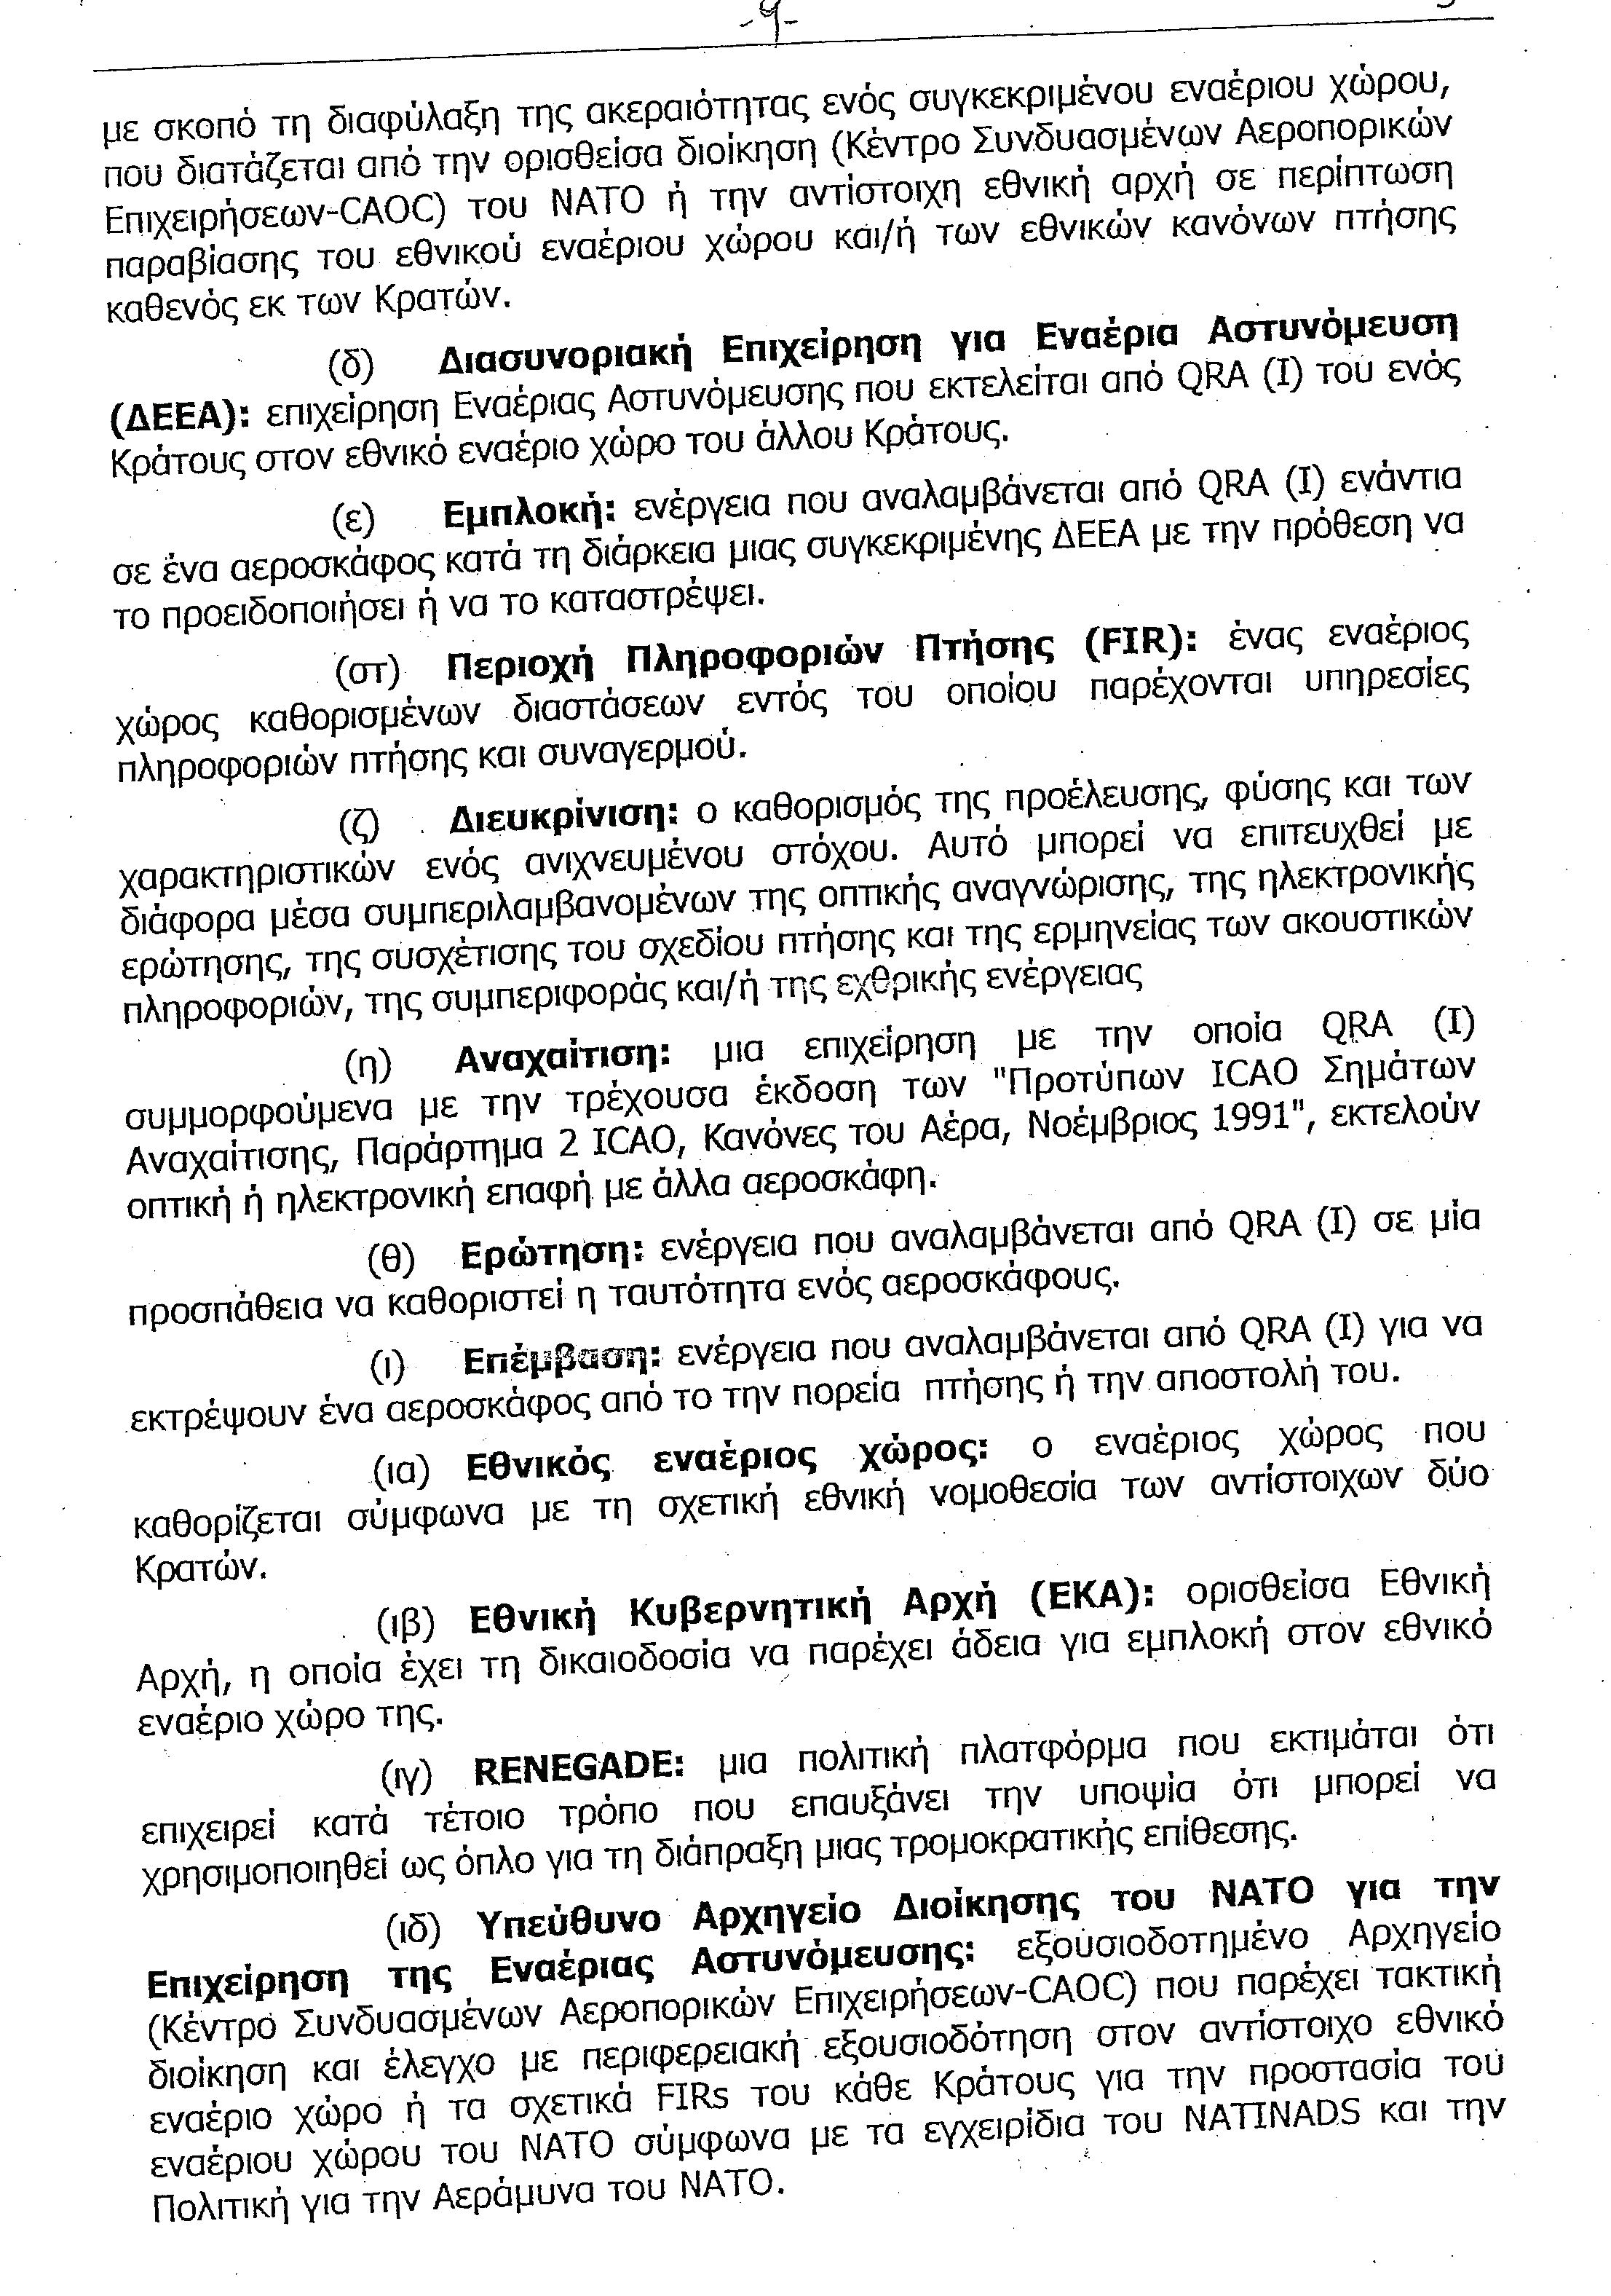 -9-
με σκοπό τη διαφύλαξη της ακεραιότητας ενός συγκεκριμένου εναέριου χώρου,
που διατάζεται από την ορισθείσα διοίκηση (Κέντρο Συνδυασμένων Αεροπορικών
Επιχειρήσεων-CAOC) του ΝΑΤΟ ή την αντίστοιχη εθνική αρχή σε περίπτωση
παραβίασης του εθνικού εναέριου χώρου και/ή των εθνικών κανόνων πτήσης
καθενός εκ των Κρατών.
(δ) Διασυνοριακή Επιχείρηση για Εναέρια Αστυνόμευση
(ΔΕΕΑ): επιχείρηση Εναέριας Αστυνόμευσης που εκτελείται από QRA (I) του ενός
Κράτους στον εθνικό εναέριο χώρο του άλλου Κράτους.
(ε) Εμπλοκή: ενέργεια που αναλαμβάνεται από QRA (I) ενάντια
σε ένα αεροσκάφος κατά τη διάρκεια μιας συγκεκριμένης ΔΕΕΑ με την πρόθεση να
το προειδοποιήσει ή να το καταστρέψει.
(στ) Περιοχή Πληροφοριών Πτήσης (FIR): ένας εναέριος
χώρος καθορισμένων διαστάσεων εντός του οποίου παρέχονται υπηρεσίες
πληροφοριών πτήσης και συναγερμού.
(ζ) Διευκρίνιση: ο καθορισμός της προέλευσης, φύσης και των
χαρακτηριστικών ενός ανιχνευμένου στόχου. Αυτό μπορεί να επιτευχθεί με
διάφορα μέσα συμπεριλαμβανομένων της οπτικής αναγνώρισης, της ηλεκτρονικής
ερώτησης, της συσχέτισης του σχεδίου πτήσης και της ερμηνείας των ακουστικών
πληροφοριών, της συμπεριφοράς και/ή της εχθρικής ενέργειας
(η) Αναχαίτιση: μια επιχείρηση με την οποία QRA (I)
συμμορφούμενα με την τρέχουσα έκδοση των "Προτύπων ICAO Σημάτων
Αναχαίτισης, Παράρτημα 2 ICAO, Κανόνες του Αέρα, Νοέμβριος 1991", εκτελούν
οπτική ή ηλεκτρονική επαφή με άλλα αεροσκάφη.
(θ) Ερώτηση: ενέργεια που αναλαμβάνεται από QRA (I) σε μία
προσπάθεια να καθοριστεί η ταυτότητα ενός αεροσκάφους.
(ι) Επέμβαση: ενέργεια που αναλαμβάνεται από QRA (I) για να
εκτρέψουν ένα αεροσκάφος από το την πορεία πτήσης ή την αποστολή του.
(ια) Εθνικός εναέριος χώρος: ο εναέριος χώρος που
καθορίζεται σύμφωνα με τη σχετική εθνική νομοθεσία των αντίστοιχων δύο
Κρατών.
(ιβ) Εθνική Κυβερνητική Αρχή (ΕΚΑ): ορισθείσα Εθνική
Αρχή, η οποία έχει τη δικαιοδοσία να παρέχει άδεια για εμπλοκή στον εθνικό
εναέριο χώρο της.
(ιγ) RENEGADE: μια πολιτική πλατφόρμα που εκτιμάται ότι
επιχειρεί κατά τέτοιο τρόπο που επαυξάνει την υποψία ότι μπορεί να
χρησιμοποιηθεί ως όπλο για τη διάπραξη μιας τρομοκρατικής επίθεσης.
(ιδ) Υπεύθυνο Αρχηγείο Διοίκησης του ΝΑΤΟ για την
Επιχείρηση της Εναέριας Αστυνόμευσης: εξουσιοδοτημένο Αρχηγείο
(Κέντρο Συνδυασμένων Αεροπορικών Επιχειρήσεων-CAOC) που παρέχει τακτική
διοίκηση και έλεγχο με περιφερειακή εξουσιοδότηση στον αντίστοιχο εθνικό
εναέριο χώρο ή τα σχετικά FIRs του κάθε Κράτους για την προστασία του
εναέριου χώρου του ΝΑΤΟ σύμφωνα με τα εγχειρίδια του NATINADS και την
Πολιτική για την Αεράμυνα του ΝΑΤΟ.